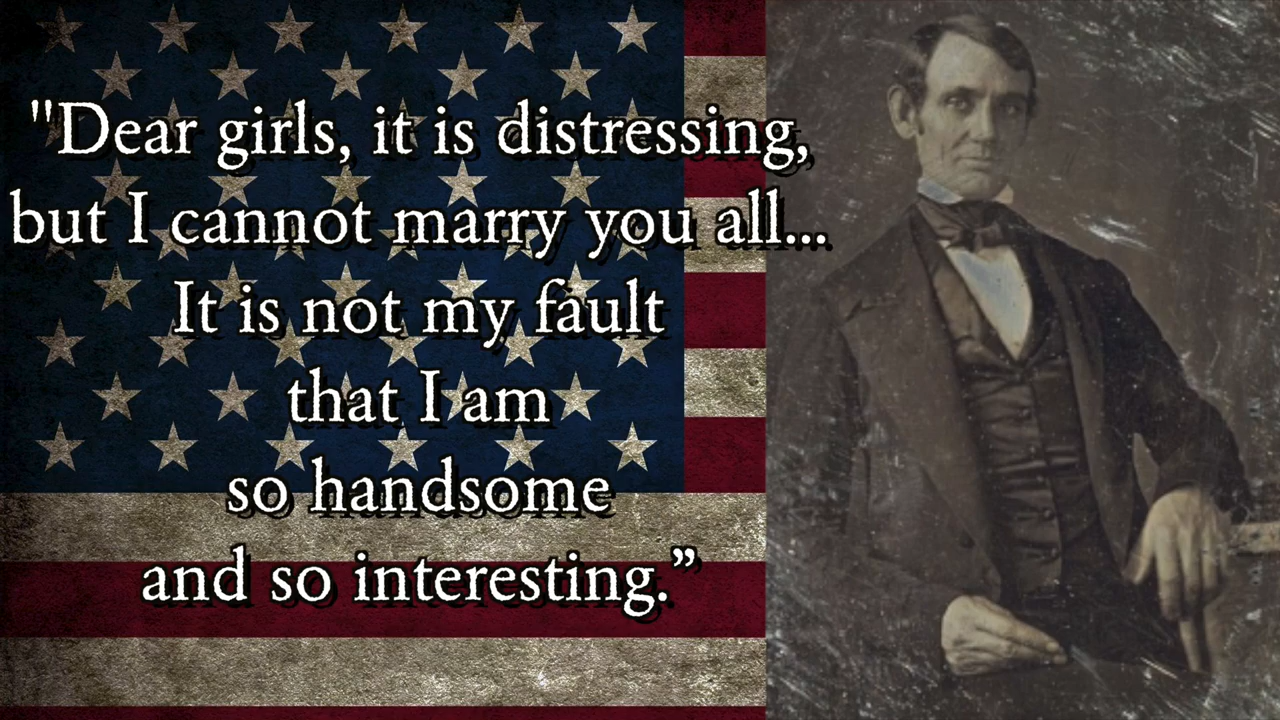 "Dear girls, it is distressing,
but I cannot marry you all...
It is not my fault
that I am
so handsome
and so interesting.”